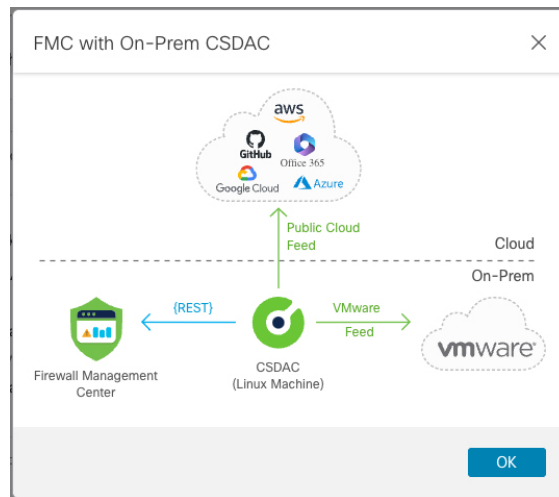 FMC with On-Prem CSDAC
aws
GitHub
Office 365
Google Cloud
Azure
Public Cloud
Feed
Cloud
On-Prem
{REST}
VMware
Feed
vmware®
Firewall Management
Center
CSDAC
(Linux Machine)
OK